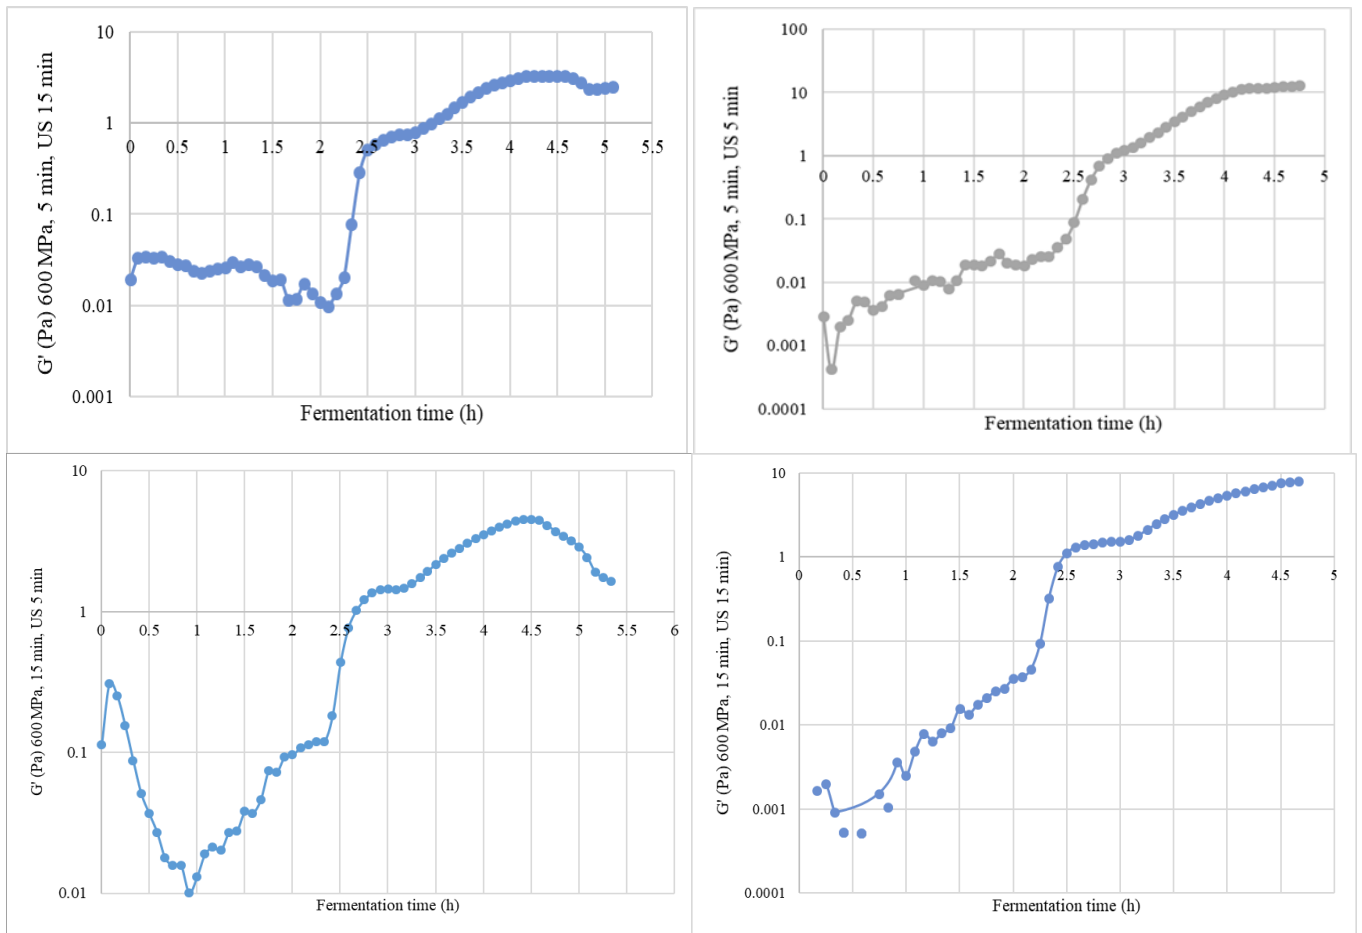 G' (Pa) 600 MPa, 5 min, US 15 min
10
1
0.1
0.01
0.001
0 0.5 1 1.5 2 2.5 3 3.5 4 4.5 5 5.5
Fermentation time (h)
G' (Pa) 600 MPa, 5 min, US 5 min
100
10
1
0.1
0.01
0.001
0.0001
0 0.5 1 1.5 2 2.5 3 3.5 4 4.5 5
Fermentation time (h)
G' (Pa) 600 MPa, 15 min, US 5 min
10
1
0.1
0.01
0 0.5 1 1.5 2 2.5 3 3.5 4 4.5 5 5.5 6
Fermentation time (h)
G' (Pa) 600 MPa, 15 min, US 15 min)
10
1
0.1
0.01
0.001
0.0001
0 0.5 1 1.5 2 2.5 3 3.5 4 4.5 5
Fermentation time (h)